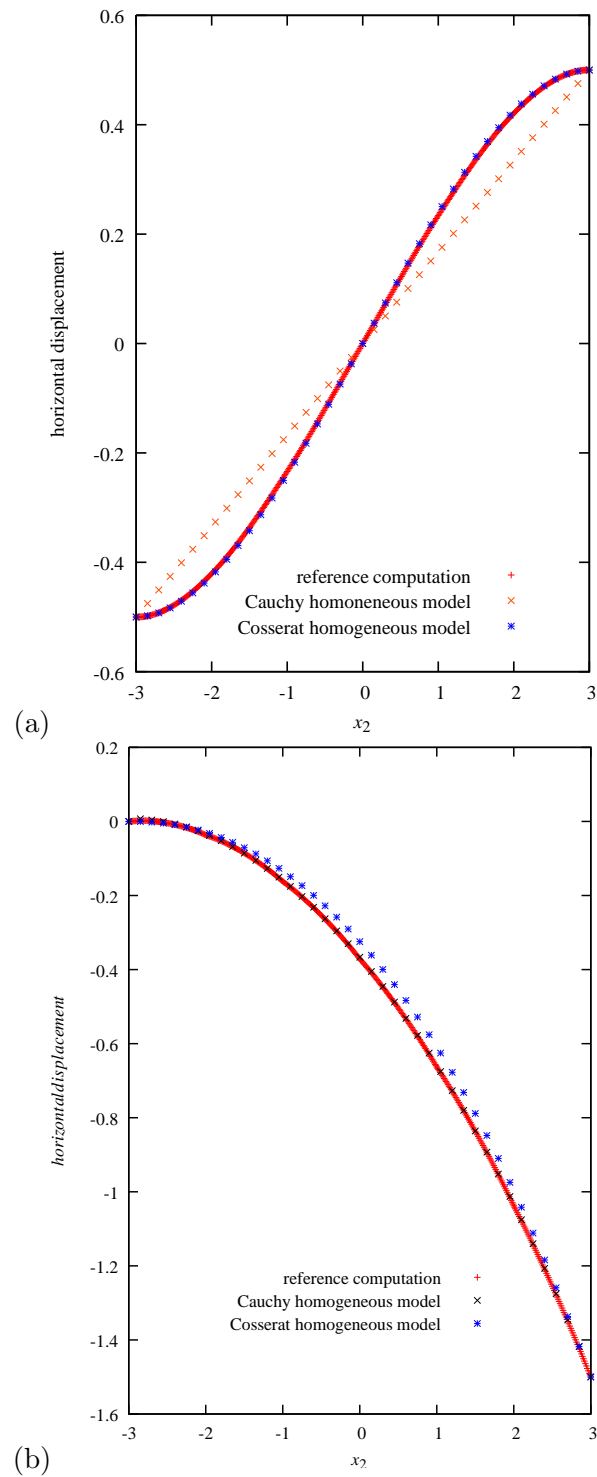 0.6
0.4
0.2
0
-0.2
-0.4
-0.6
horizontal displacement
reference computation
Cauchy homoneneous model
Cosserat homogeneous model
-3 -2 -1 0 1 2 3
x2
(a)
0.2
0
-0.2
-0.4
-0.6
-0.8
-1
-1.2
-1.4
-1.6
horizontaldisplacement
reference computation
Cauchy homogeneous model
Cosserat homogeneous model
-3 -2 -1 0 1 2 3
x2
(b)